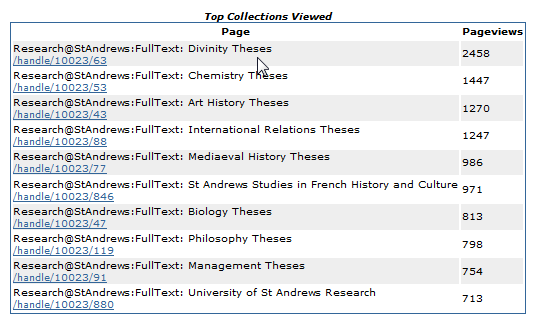 Top Collections Viewed
Page Pageviews
Research@StAndrews:FullText: Divinity Theses
/handle/10023/63 2458
Research@StAndrews:FullText: Chemistry Theses
/handle/10023/53 1447
Research@StAndrews:FullText: Art History Theses
/handle/10023/43 1270
Research@StAndrews:FullText: International Relations Theses
/handle/10023/88 1247
Research@StAndrews:FullText: Mediaeval History Theses
/handle/10023/77 986
Research@StAndrews:FullText: St Andrews Studies in French History and Culture
/handle/10023/846 971
Research@StAndrews:FullText: Biology Theses
/handle/10023/47 813
Research@StAndrews:FullText: Philosophy Theses
/handle/10023/119 798
Research@StAndrews:FullText: Management Theses
/handle/10023/91 754
Research@StAndrews:FullText: University of St Andrews Research
/handle/10023/880 713